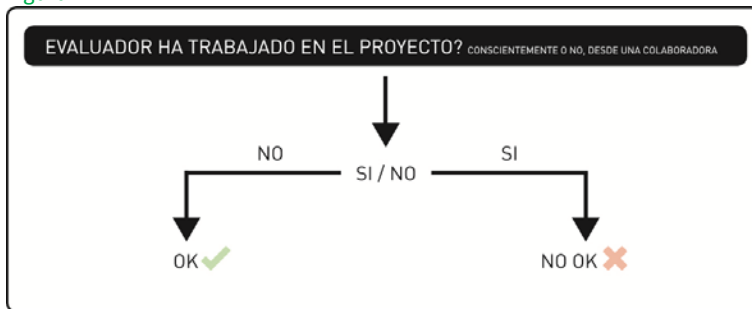 EVALUADOR HA TRABAJADO EN EL PROYECTO? CONSCIENTEMENTE O NO, DESDE UNA COLABORADORA
NO
SI
SI / NO
OK
NO OK